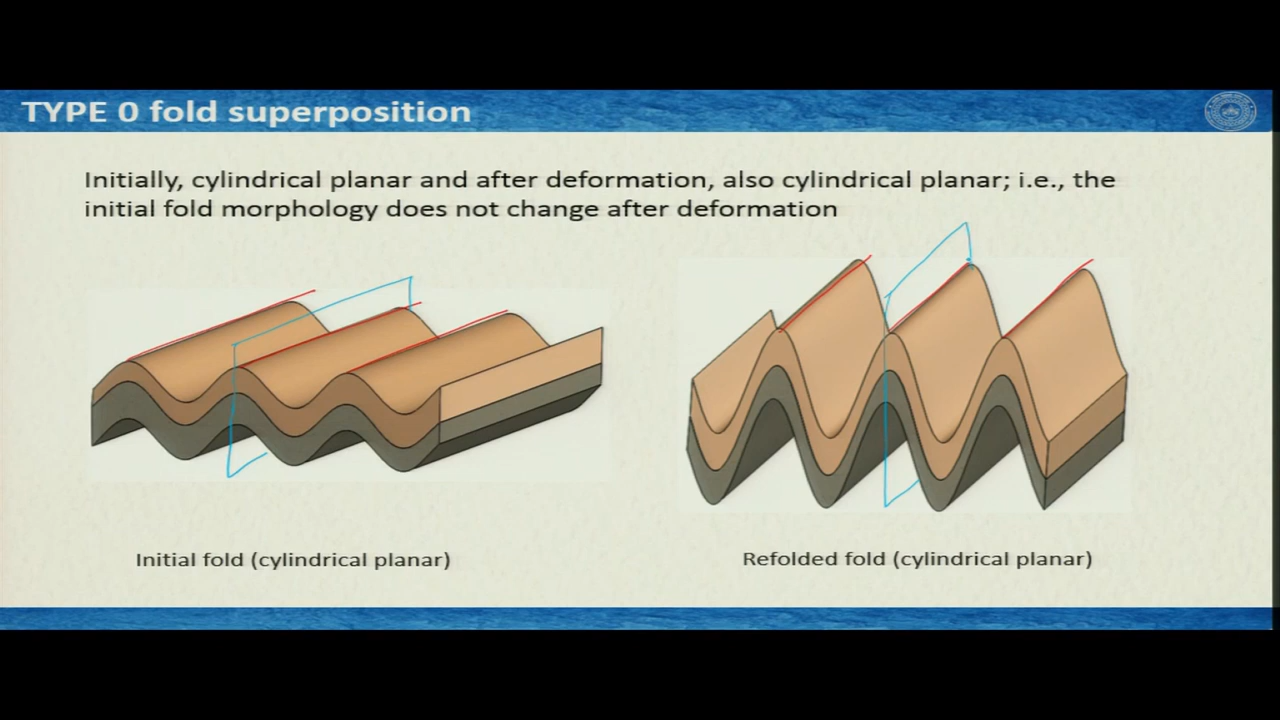 TYPE 0 fold superposition
Initially, cylindrical planar and after deformation, also cylindrical planar; i.e., the
initial fold morphology does not change after deformation
Initial fold (cylindrical planar)
Refolded fold (cylindrical planar)